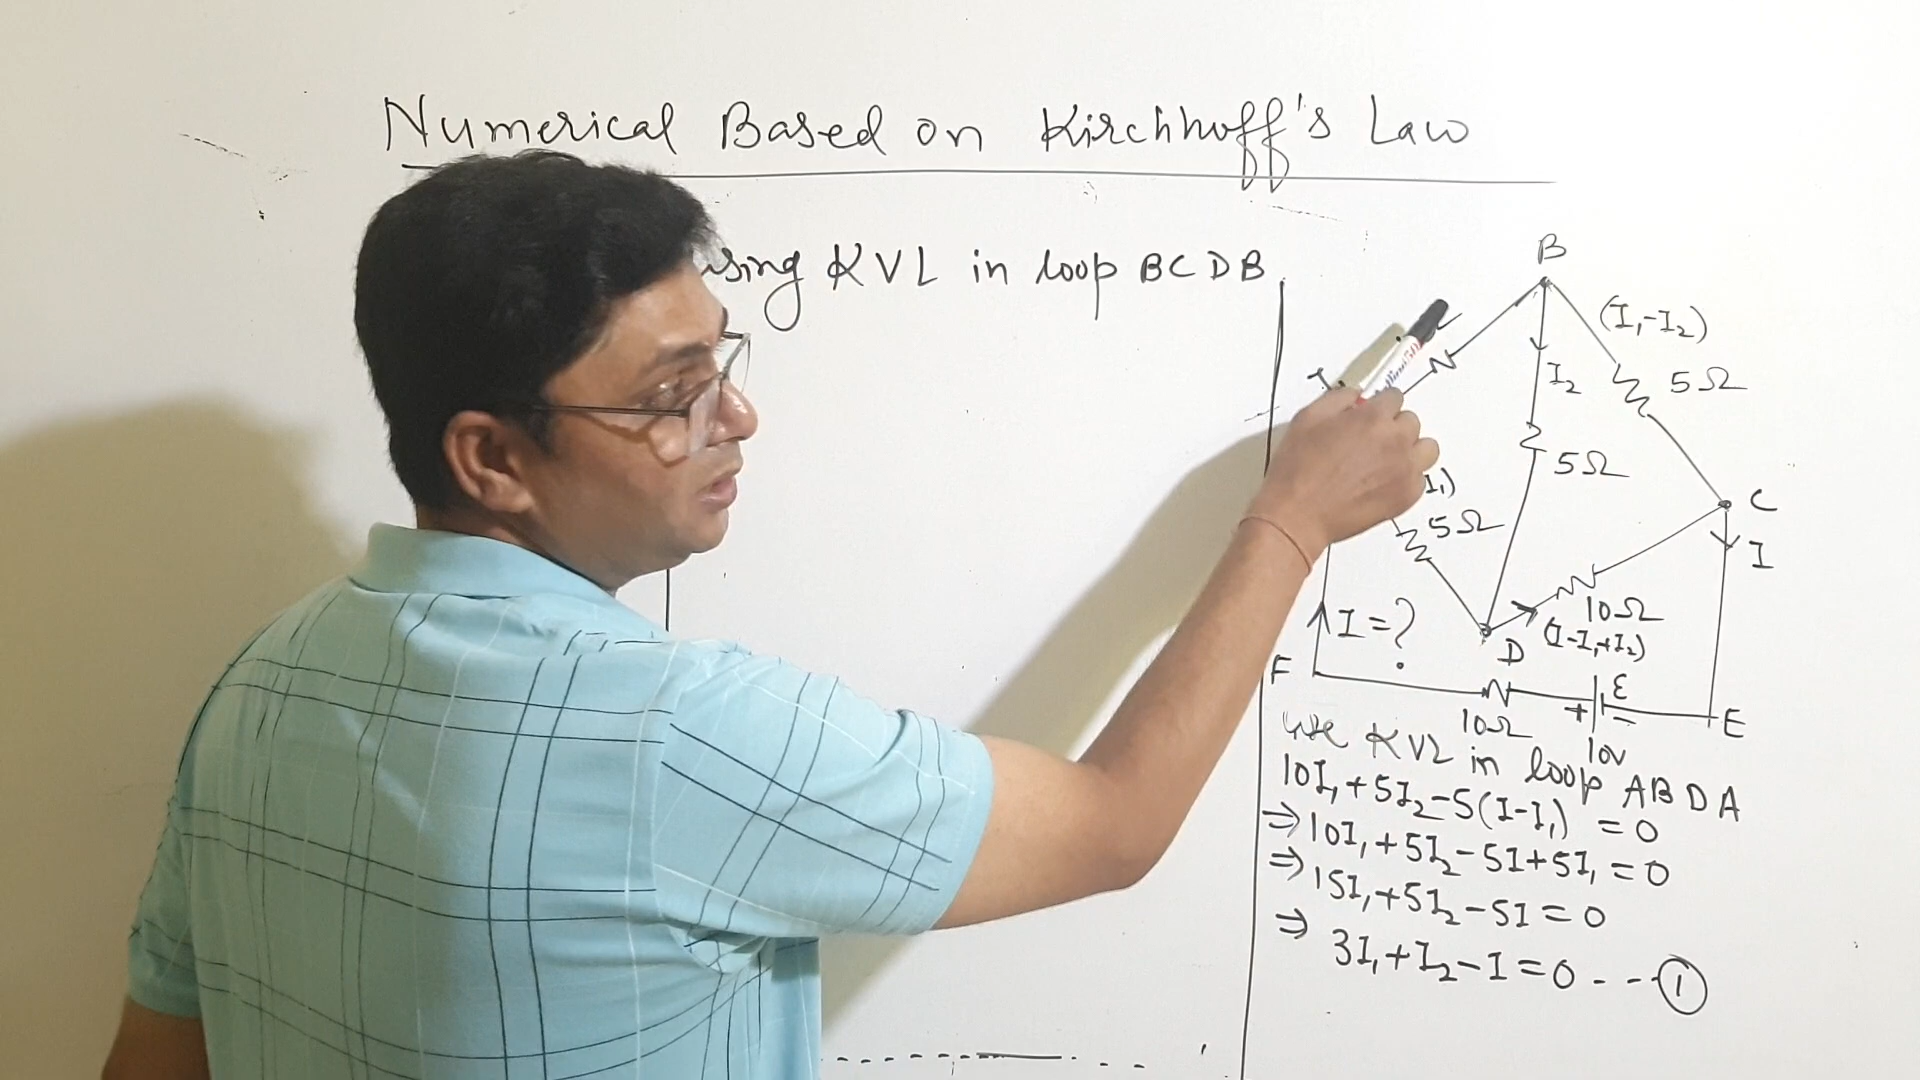 Numerical Based on Kirchhoff's Law
using KVL in loop BCDB
B
(I₁-I₂)
5Ω
I₂
5Ω
C
I
I₁)
5Ω
10Ω
(I-I₁+I₂)
D
I=?
F
10Ω
+
ε
-
10V
E
use KVL in loop ABDA
10I₁+5I₂-5(I-I₁) = 0
⇒ 10I₁+5I₂-5I+5I₁ = 0
⇒ 15I₁+5I₂-5I = 0
⇒ 3I₁+I₂-I = 0 - - - ①